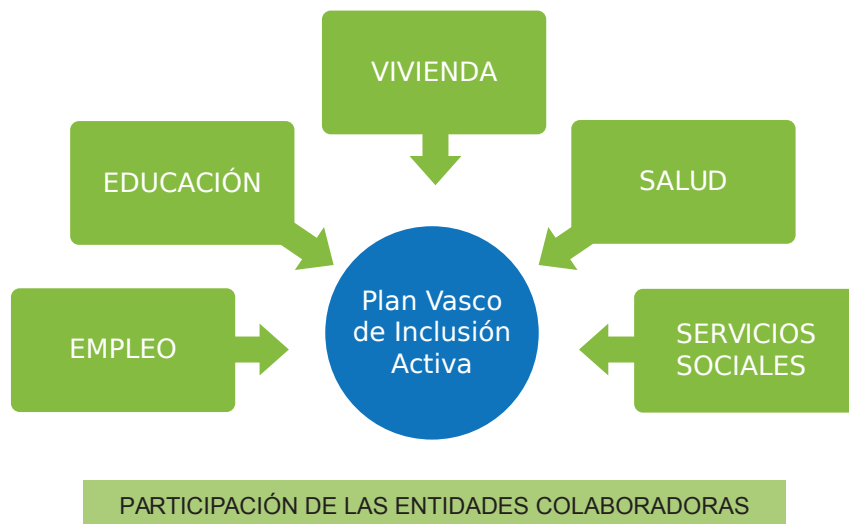 VIVIENDA
EDUCACIÓN
SALUD
Plan Vasco
de Inclusión
Activa
EMPLEO
SERVICIOS
SOCIALES
PARTICIPACIÓN DE LAS ENTIDADES COLABORADORAS